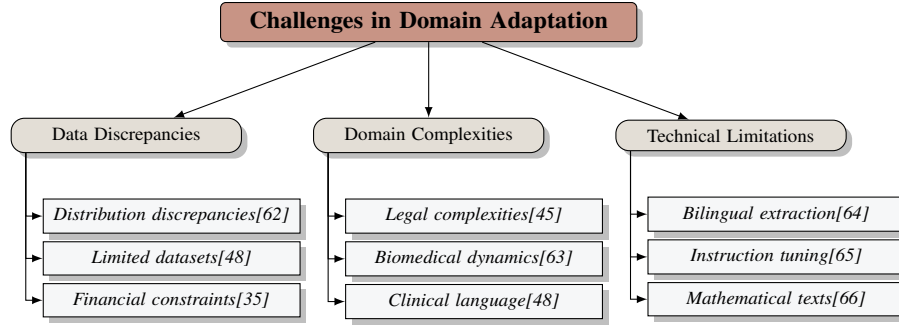 Challenges in Domain Adaptation
Data Discrepancies
Domain Complexities
Technical Limitations
Distribution discrepancies[62]
Limited datasets[48]
Financial constraints[35]
Legal complexities[45]
Biomedical dynamics[63]
Clinical language[48]
Bilingual extraction[64]
Instruction tuning[65]
Mathematical texts[66]